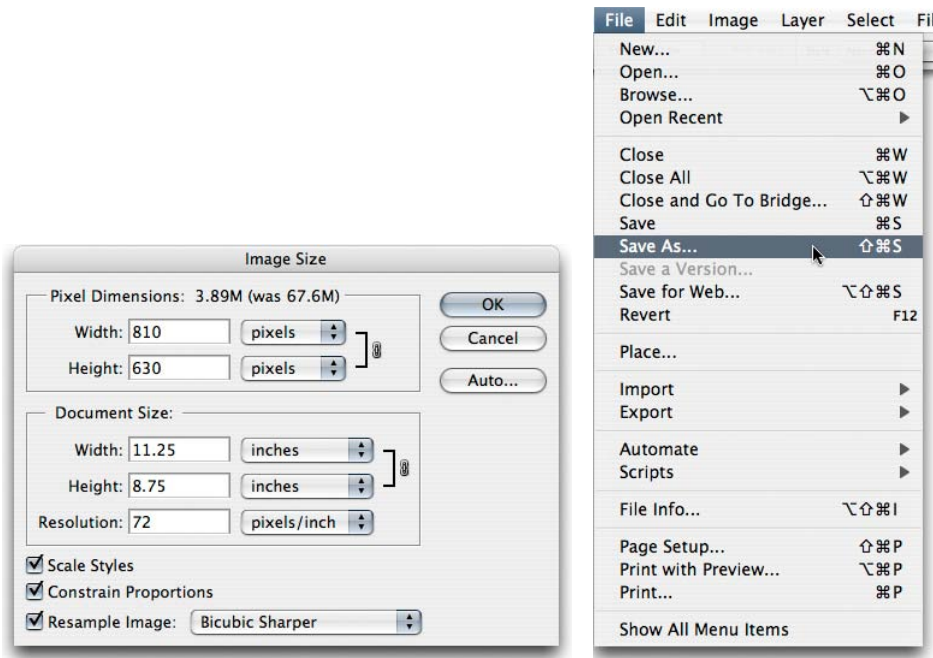 Image Size
Pixel Dimensions: 3.89M (was 67.6M)
Width: 810 pixels
Height: 630 pixels
Document Size:
Width: 11.25 inches
Height: 8.75 inches
Resolution: 72 pixels/inch
Scale Styles
Constrain Proportions
Resample Image: Bicubic Sharper
OK
Cancel
Auto...
File Edit Image Layer Select Fil
New... ⌘N
Open... ⌘O
Browse... ⌥⌘O
Open Recent
Close ⌘W
Close All ⌥⌘W
Close and Go To Bridge... ⇧⌘W
Save ⌘S
Save As... ⇧⌘S
Save a Version...
Save for Web... ⌥⇧⌘S
Revert F12
Place...
Import
Export
Automate
Scripts
File Info... ⌥⇧⌘I
Page Setup... ⇧⌘P
Print with Preview... ⌥⌘P
Print... ⌘P
Show All Menu Items